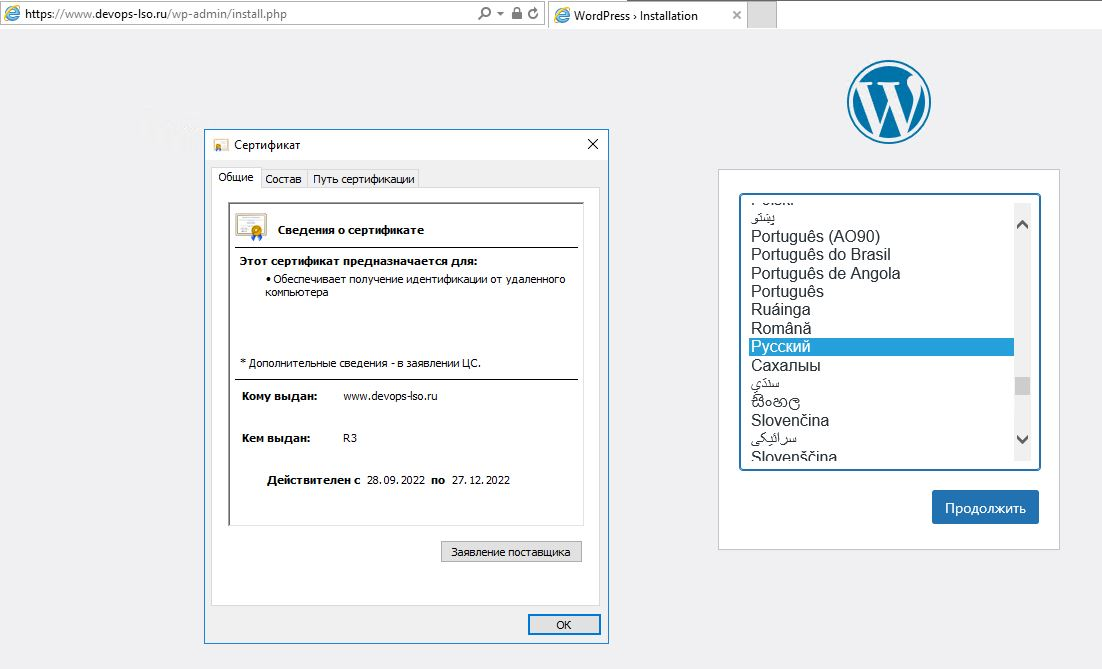 https://www.devops-lso.ru/wp-admin/install.php
WordPress › Installation
Сертификат
Общие
Состав
Путь сертификации
Сведения о сертификате
Этот сертификат предназначается для:
• Обеспечивает получение идентификации от удаленного
компьютера
* Дополнительные сведения - в заявлении ЦС.
Кому выдан: www.devops-lso.ru
Кем выдан: R3
Действителен с 28.09.2022 по 27.12.2022
Заявление поставщика
OK
Polski
پښتو
Português (AO90)
Português do Brasil
Português de Angola
Português
Ruáinga
Română
Русский
Сахалыы
سنڌي
සිංහල
Slovenčina
سرائیکی
Slovenščina
Продолжить